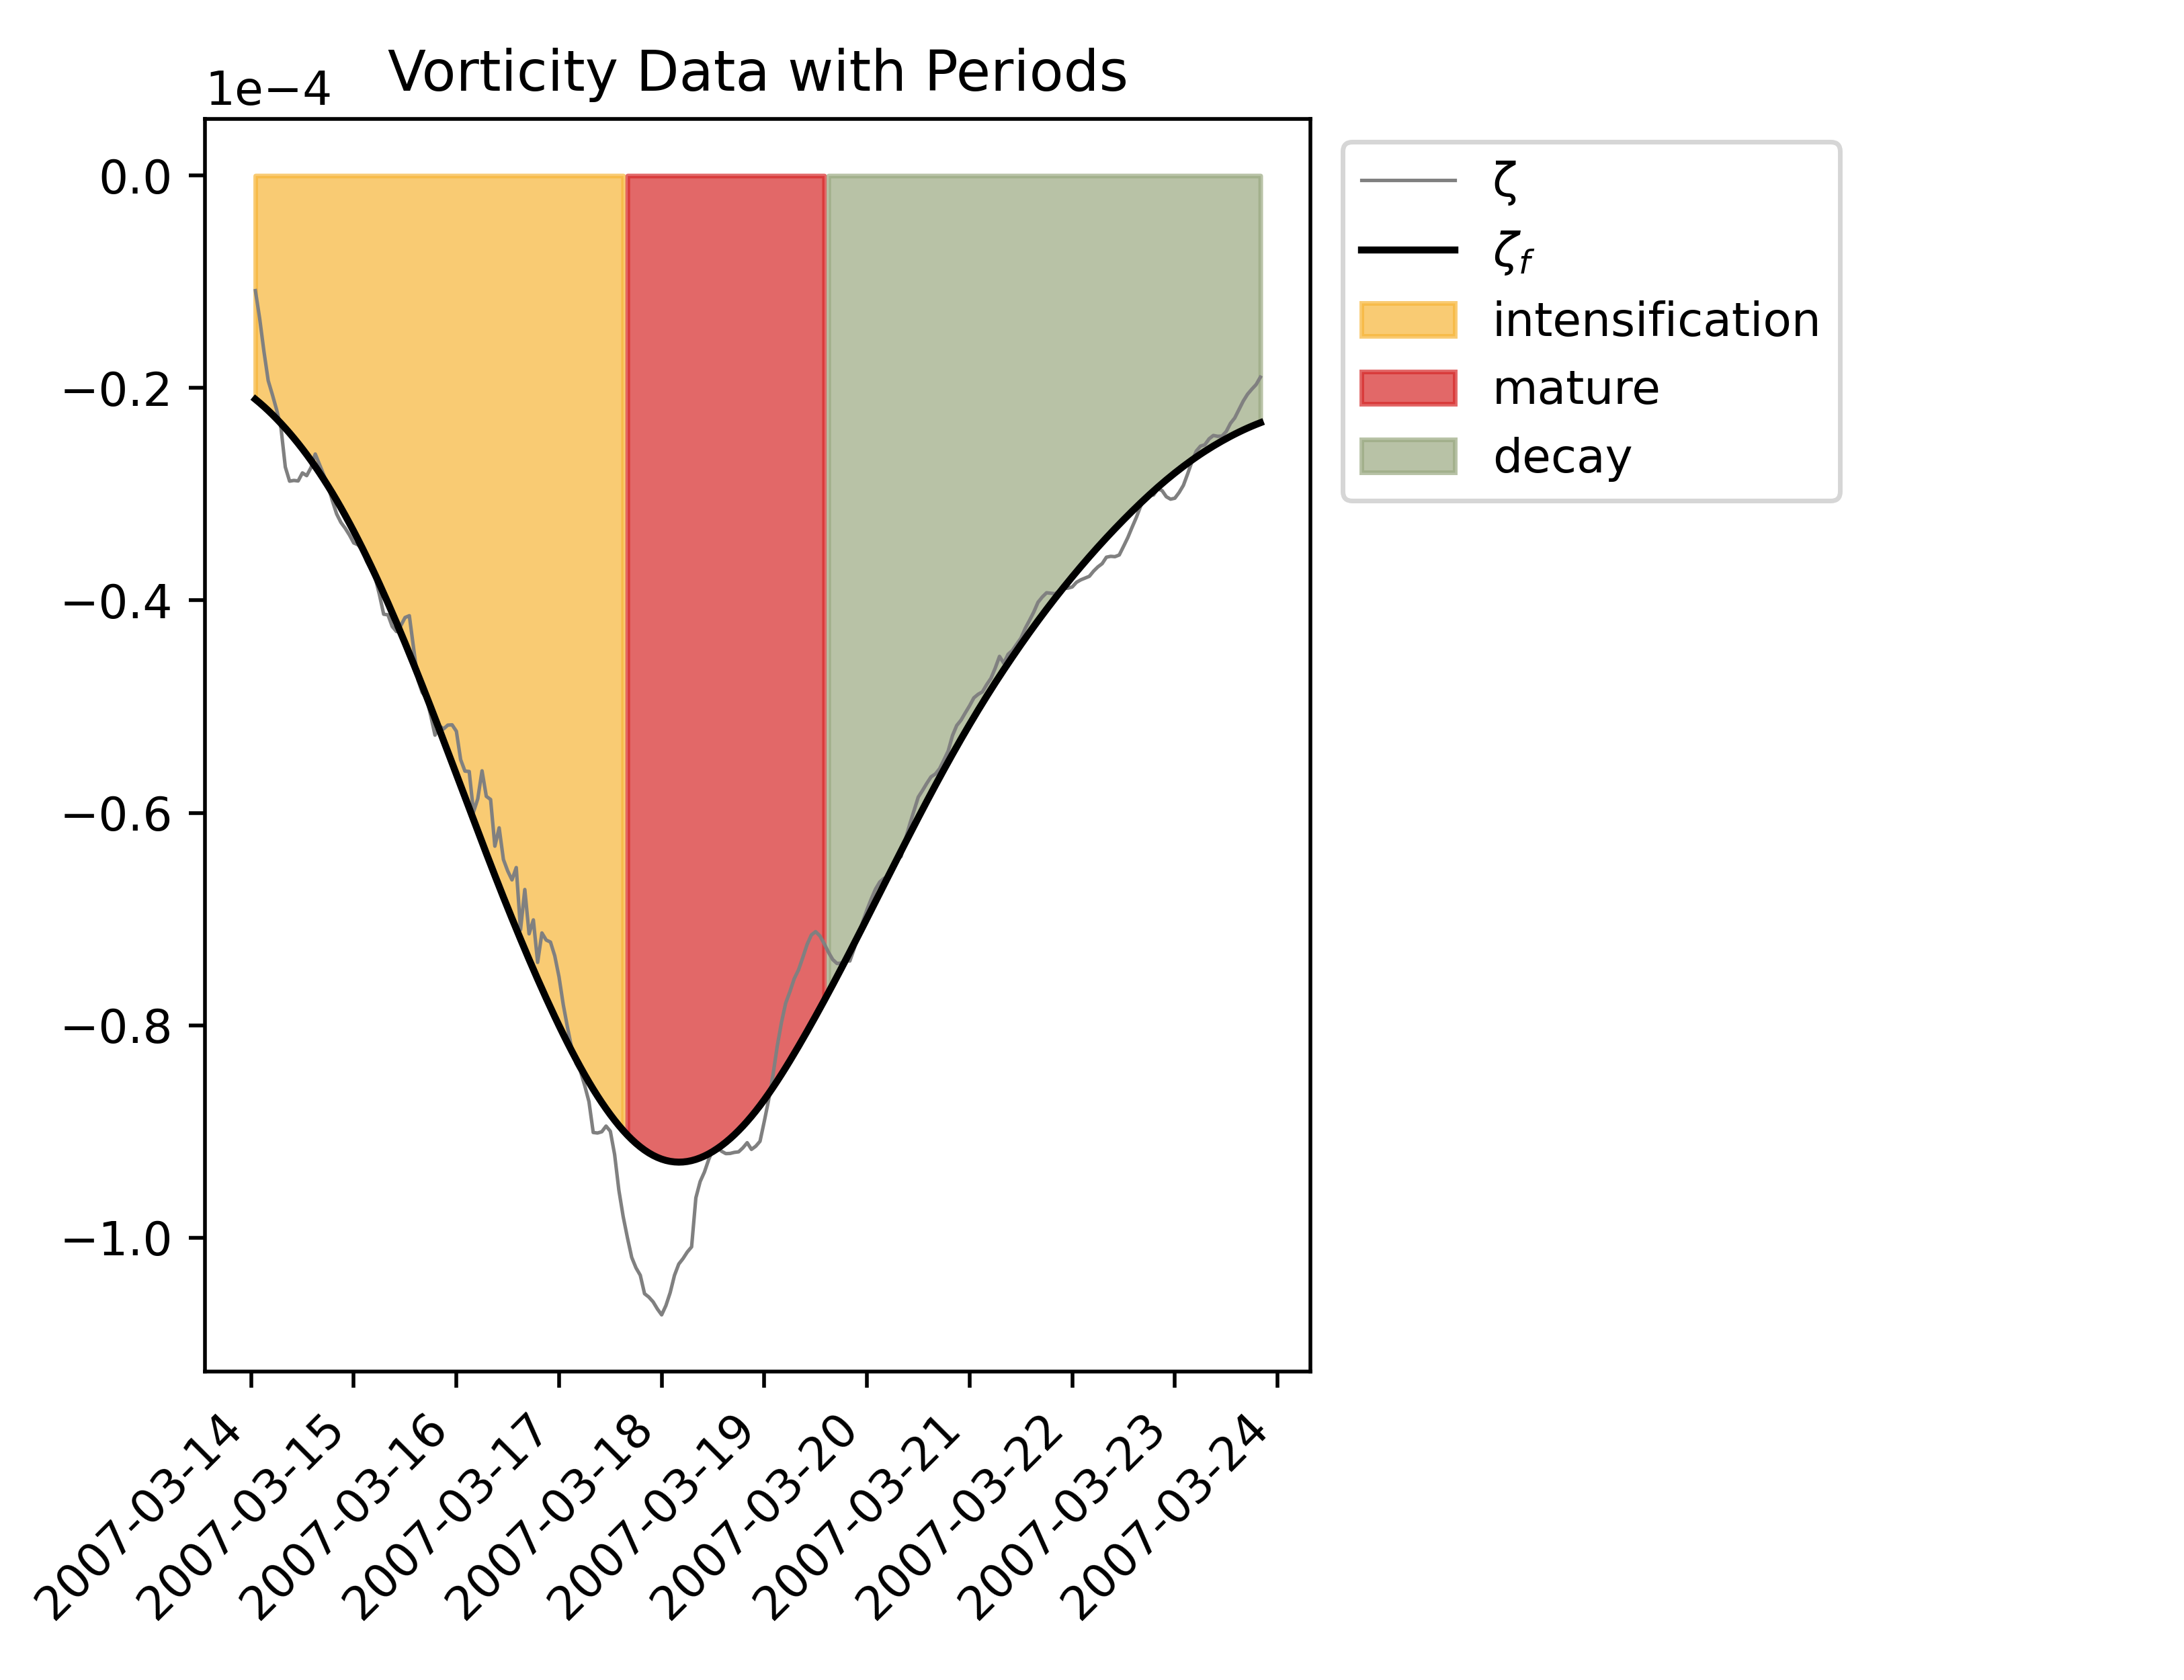 Vorticity Data with Periods
1e−4
0.0
−0.2
−0.4
−0.6
−0.8
−1.0
2007-03-14
2007-03-15
2007-03-16
2007-03-17
2007-03-18
2007-03-19
2007-03-20
2007-03-21
2007-03-22
2007-03-23
2007-03-24
ζ
ζf
intensification
mature
decay